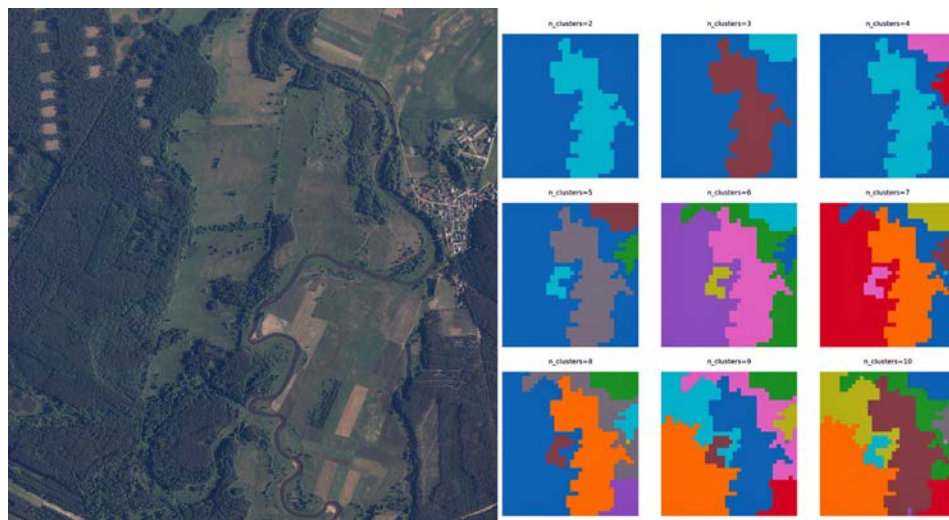 n_clusters=2
n_clusters=3
n_clusters=4
n_clusters=5
n_clusters=6
n_clusters=7
n_clusters=8
n_clusters=9
n_clusters=10